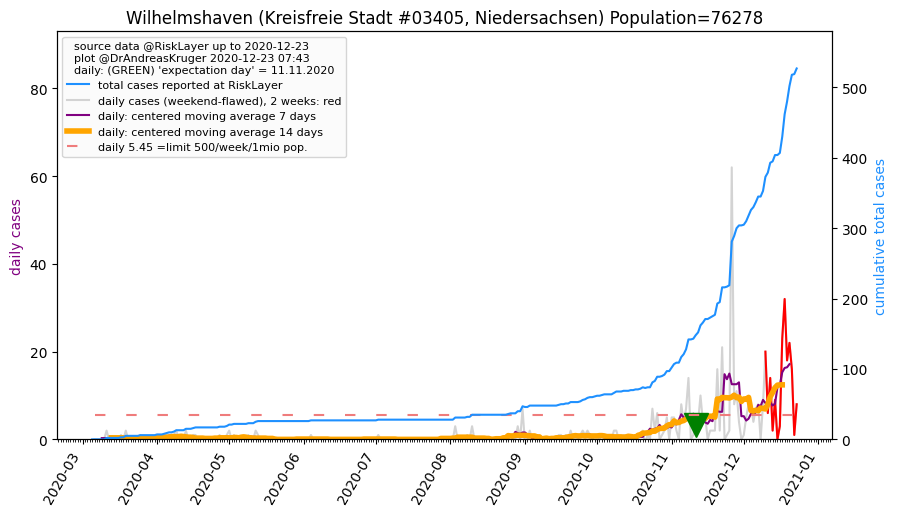 Wilhelmshaven (Kreisfreie Stadt #03405, Niedersachsen) Population=76278
source data @RiskLayer up to 2020-12-23
plot @DrAndreasKruger 2020-12-23 07:43
daily: (GREEN) 'expectation day' = 11.11.2020
total cases reported at RiskLayer
daily cases (weekend-flawed), 2 weeks: red
daily: centered moving average 7 days
daily: centered moving average 14 days
daily 5.45 =limit 500/week/1mio pop.
daily cases
80
60
40
20
0
cumulative total cases
500
400
300
200
100
0
2020-03
2020-04
2020-05
2020-06
2020-07
2020-08
2020-09
2020-10
2020-11
2020-12
2021-01